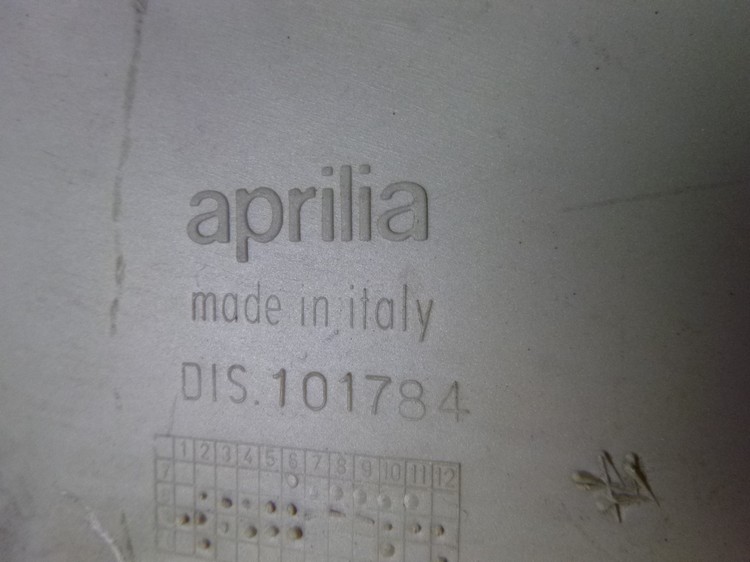 aprilia
made in italy
DIS.101784
1 2 3 4 5 6 7 8 9 10 11 12